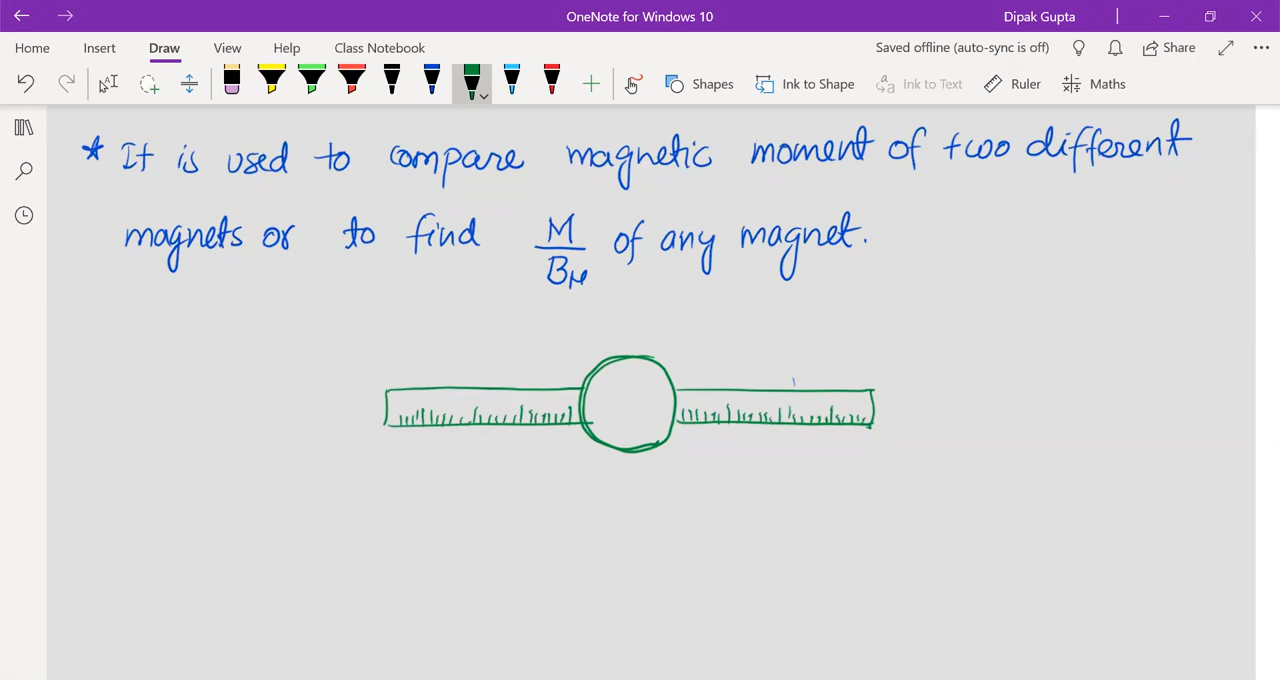 OneNote for Windows 10
Dipak Gupta
Home Insert Draw View Help Class Notebook
Saved offline (auto-sync is off) Share
Shapes Ink to Shape Ink to Text Ruler Maths
* It is used to compare magnetic moment of two different
magnets or to find M/B_H of any magnet.